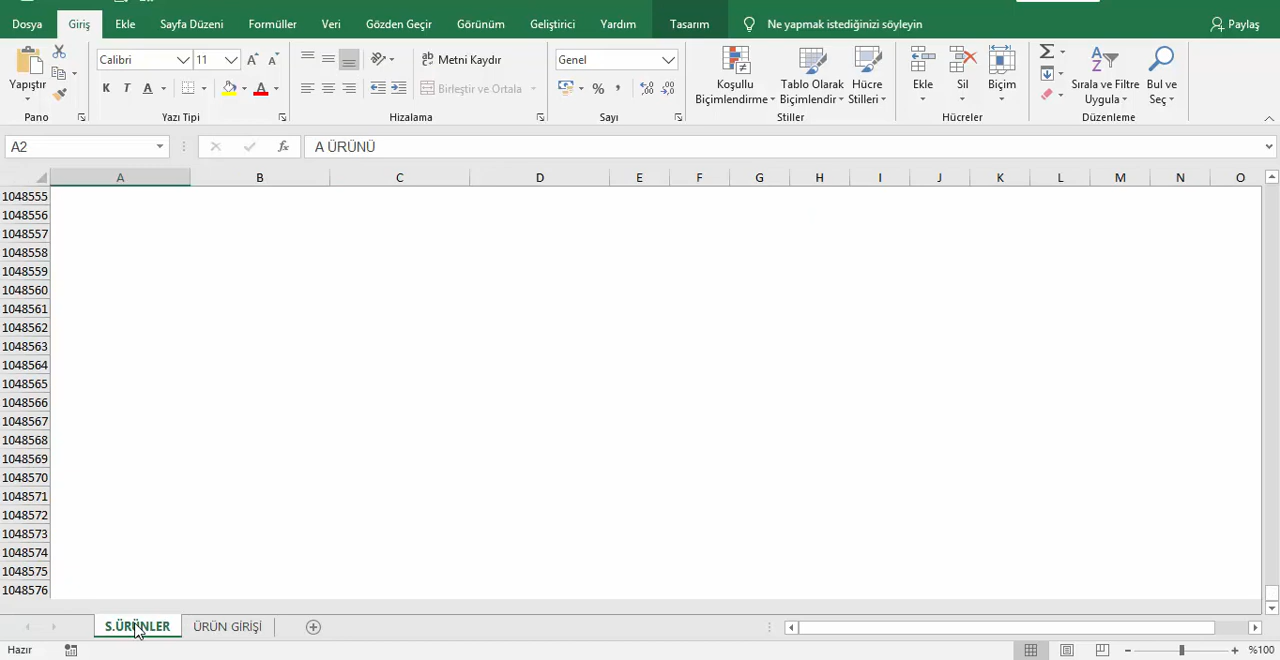 Dosya Giriş Ekle Sayfa Düzeni Formüller Veri Gözden Geçir Görünüm Geliştirici Yardım Tasarım Ne yapmak istediğinizi söyleyin Paylaş
Yapıştır
Pano
Calibri 11
K T A A
Yazı Tipi
Metni Kaydır
Birleştir ve Ortala
Hizalama
Genel
%
Sayı
Koşullu Biçimlendirme
Tablo Olarak Biçimlendir
Hücre Stilleri
Stiller
Ekle Sil Biçim
Hücreler
Sırala ve Filtre Uygula
Bul ve Seç
Düzenleme
A2 fx A ÜRÜNÜ
A B C D E F G H I J K L M N O
1048555
1048556
1048557
1048558
1048559
1048560
1048561
1048562
1048563
1048564
1048565
1048566
1048567
1048568
1048569
1048570
1048571
1048572
1048573
1048574
1048575
1048576
S.ÜRÜNLER ÜRÜN GİRİŞİ
Hazır %100